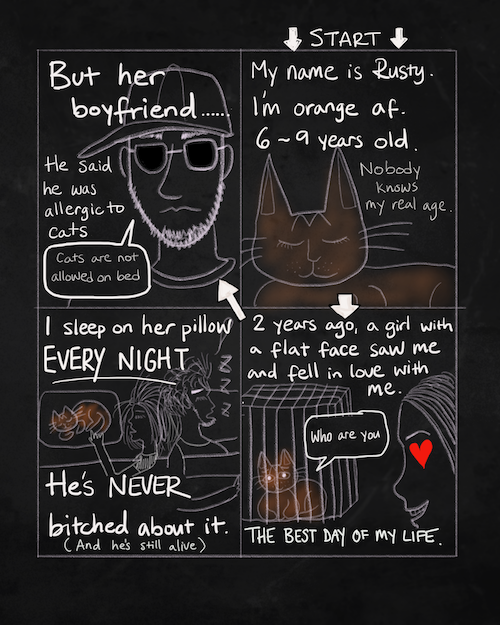 START
My name is Rusty.
I'm orange af.
6~9 years old.
Nobody
knows
my real age.
2 years ago, a girl with
a flat face saw me
and fell in love with
me.
Who are you
THE BEST DAY OF MY LIFE.
But her
boyfriend......
He said
he was
allergic to
cats
Cats are not
allowed on bed
I sleep on her pillow
EVERY NIGHT
Z
Z
Z
Z
He's NEVER
bitched about it.
(And he's still alive)